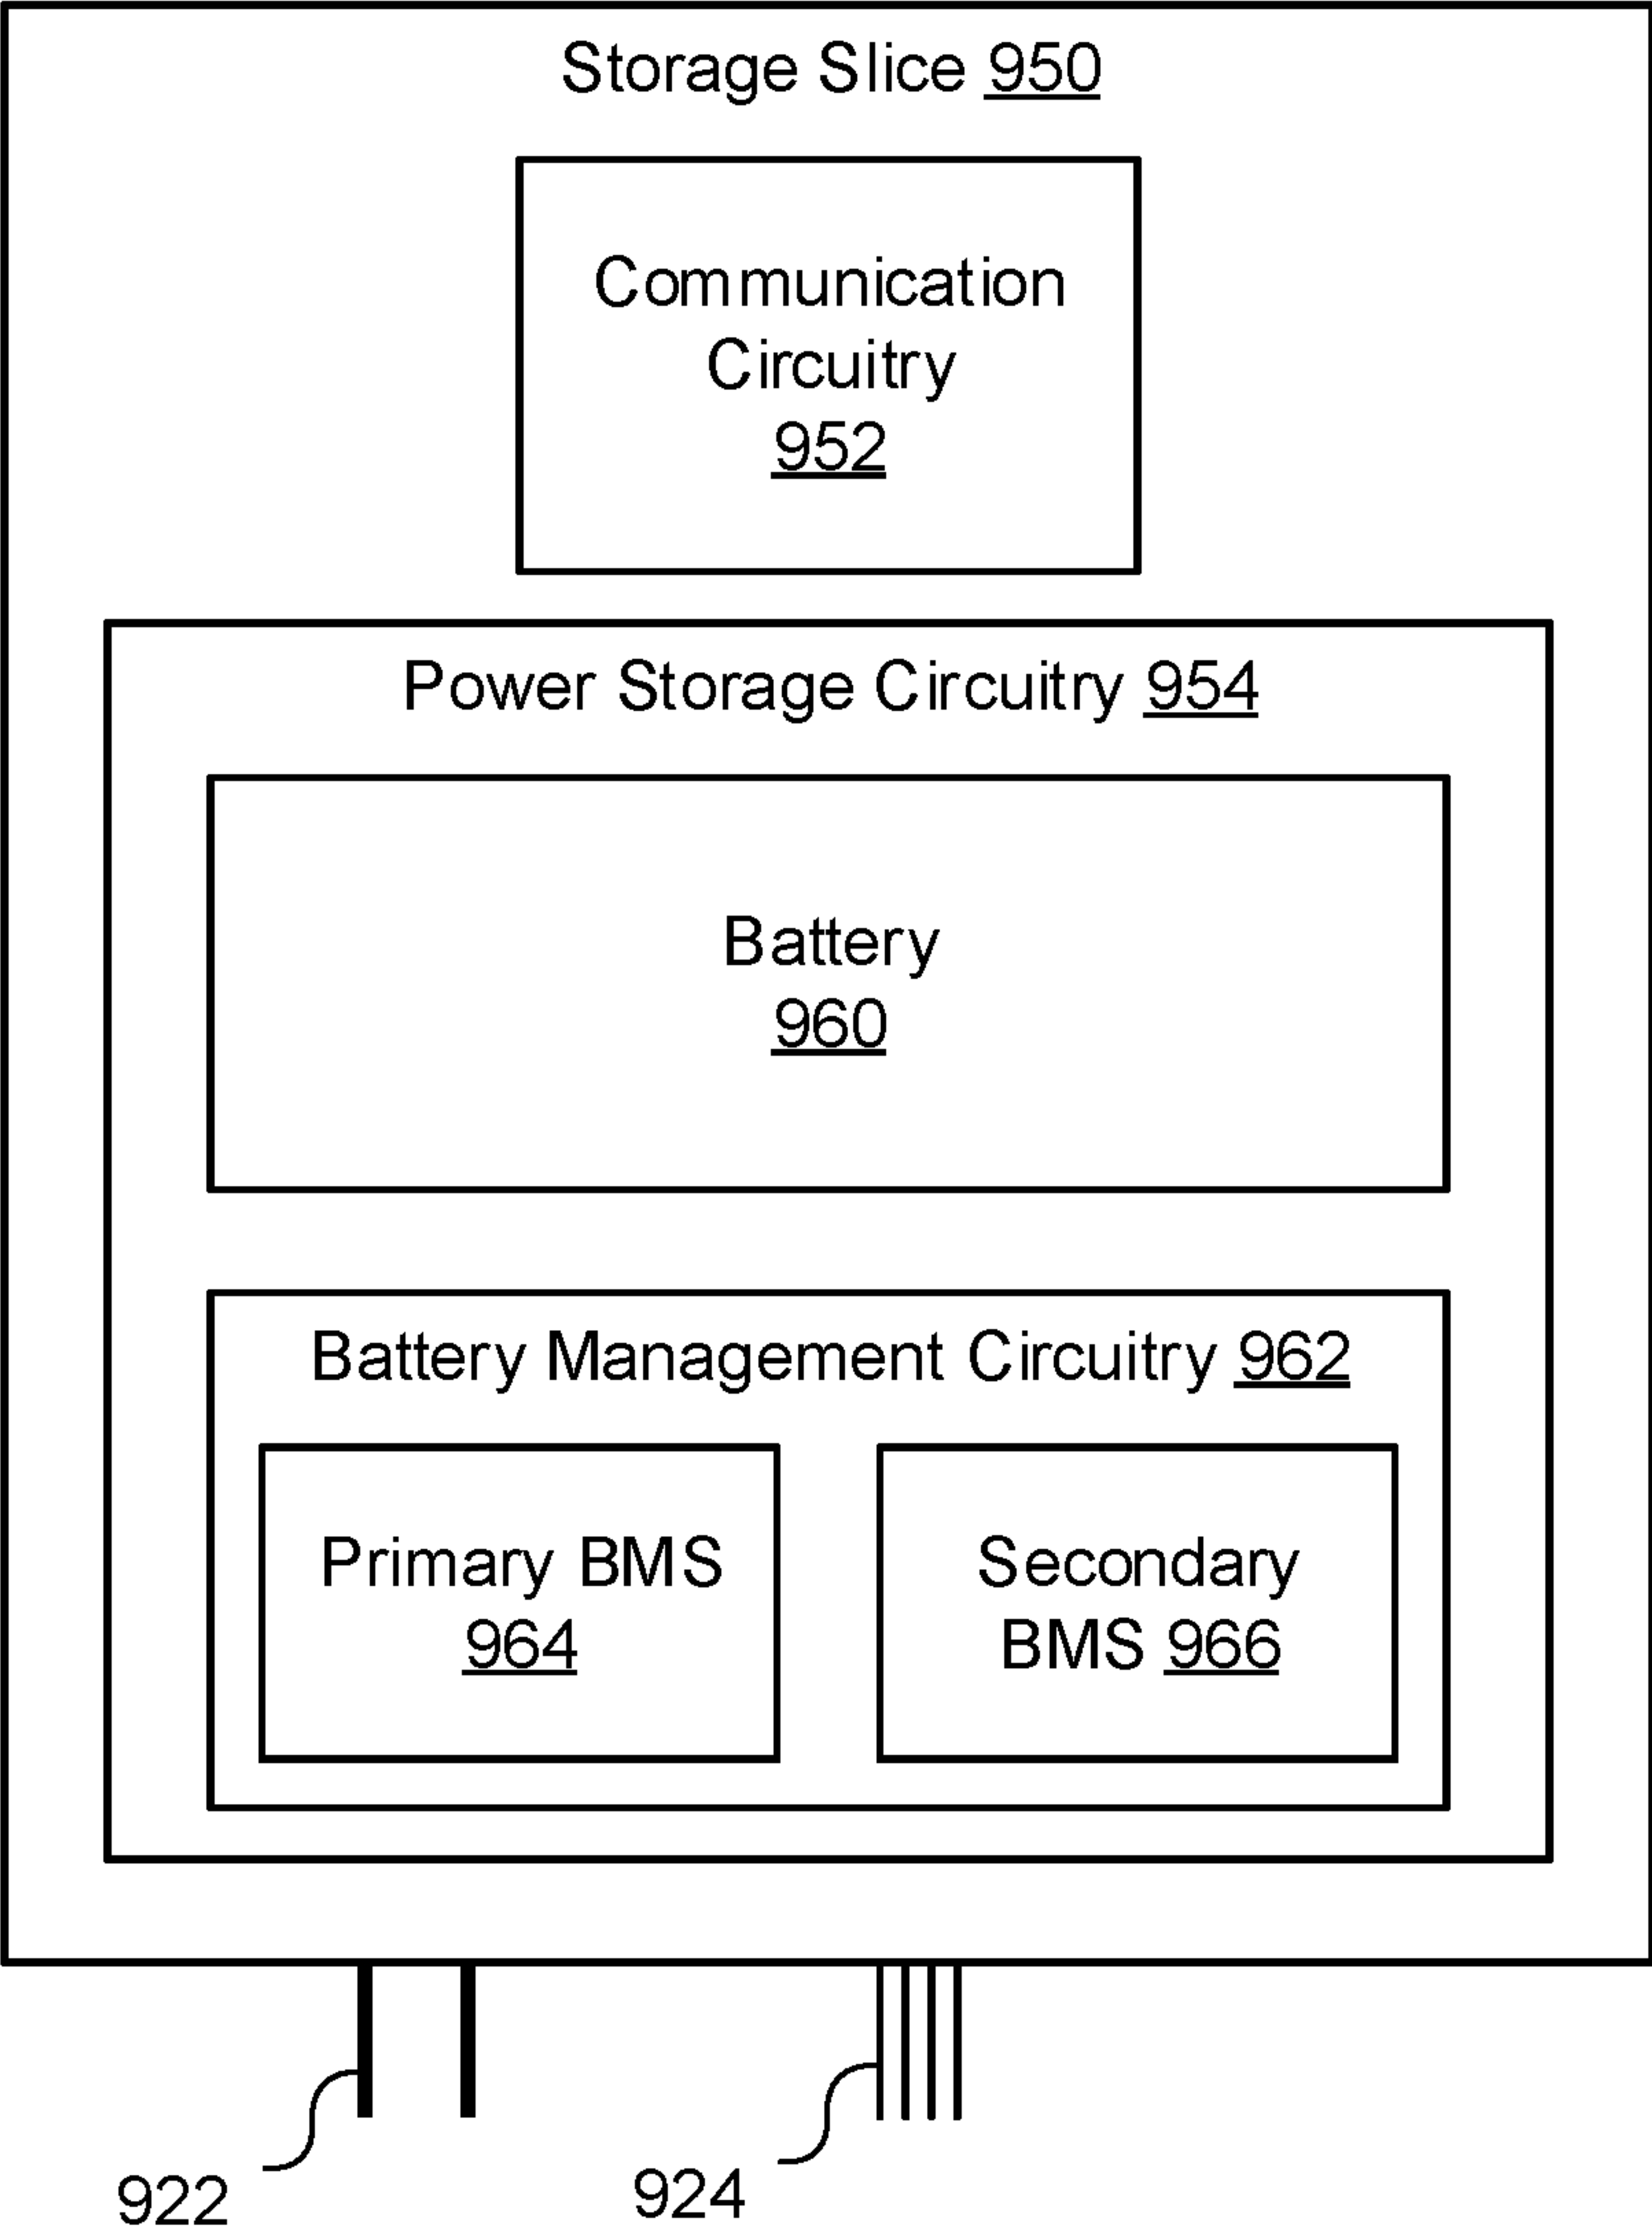 Storage Slice 950
Communication
Circuitry
952
Power Storage Circuitry 954
Battery
960
Battery Management Circuitry 962
Primary BMS
964
Secondary
BMS 966
922
924